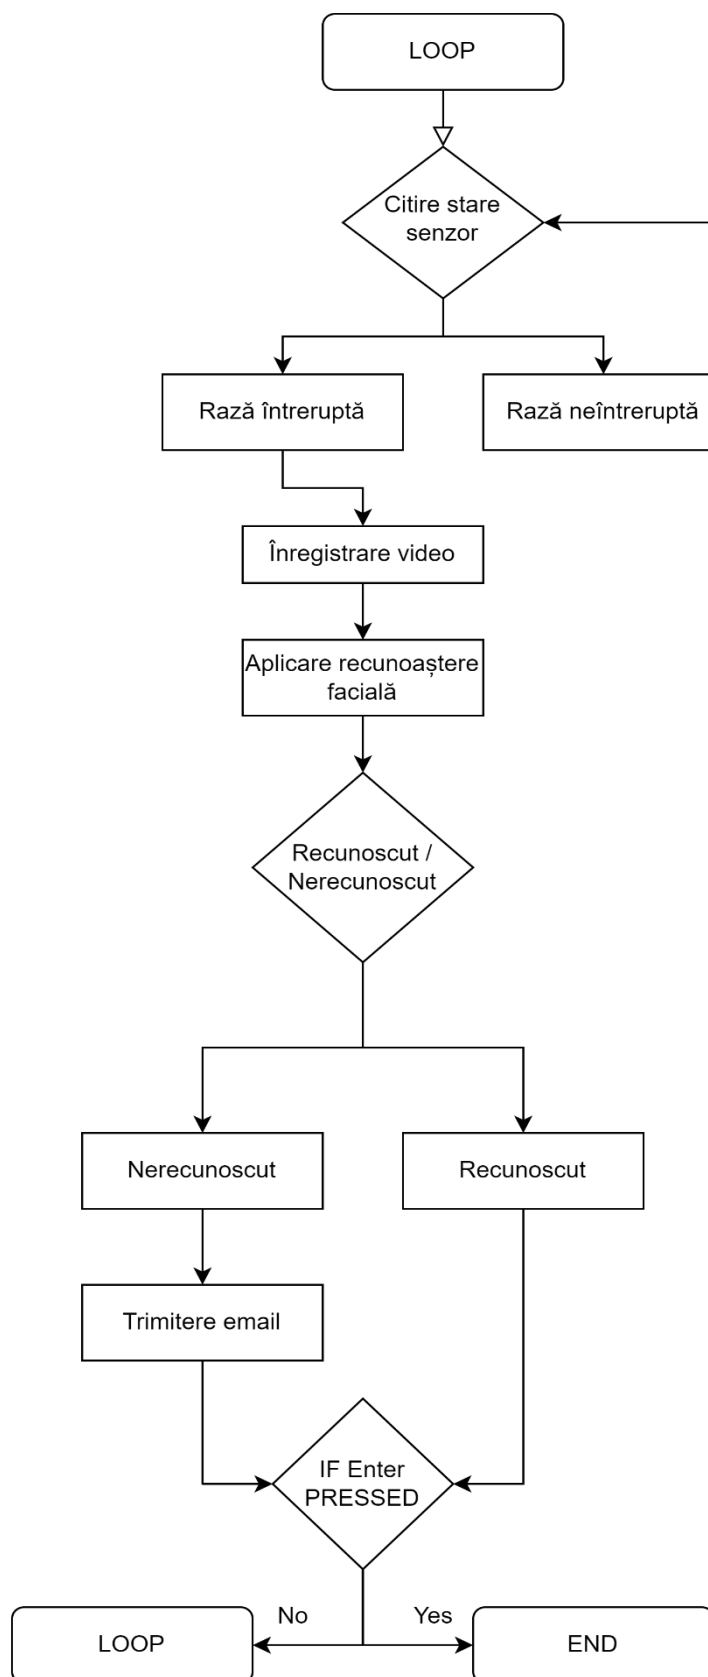 LOOP
Citire stare
senzor
Rază întreruptă
Rază neîntreruptă
Înregistrare video
Aplicare recunoaștere
facială
Recunoscut /
Nerecunoscut
Nerecunoscut
Recunoscut
Trimitere email
IF Enter
PRESSED
No
Yes
LOOP
END